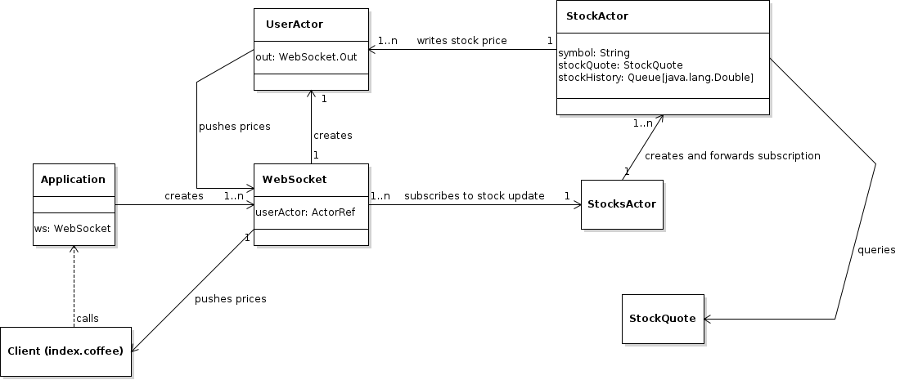 UserActor
out: WebSocket.Out
StockActor
symbol: String
stockQuote: StockQuote
stockHistory: Queue[java.lang.Double]
1..n writes stock price 1
pushes prices
1
creates
1
1..n
creates and forwards subscription
1
Application
ws: WebSocket
creates 1..n
WebSocket
userActor: ActorRef
1..n subscribes to stock update 1
StocksActor
1
queries
pushes prices
StockQuote
calls
Client (index.coffee)